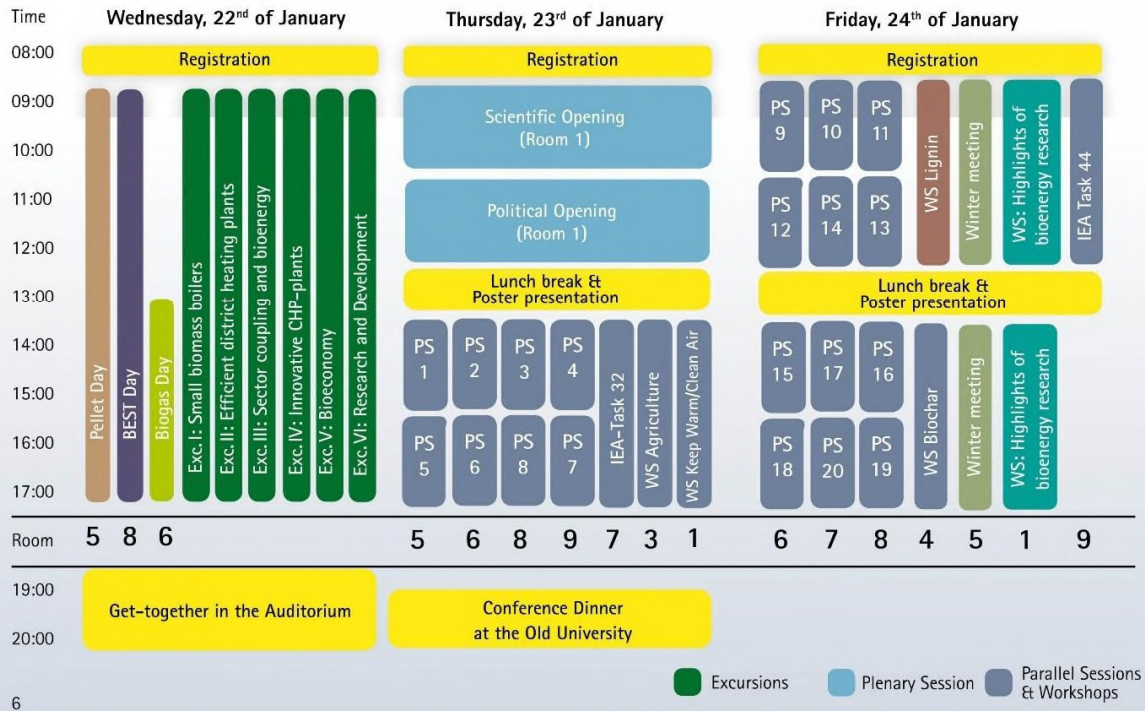 Time
Wednesday, 22nd of January
Thursday, 23rd of January
Friday, 24th of January
08:00
09:00
10:00
11:00
12:00
13:00
14:00
15:00
16:00
17:00
Registration
Pellet Day
BEST Day
Biogas Day
Exc. I: Small biomass boilers
Exc. II: Efficient district heating plants
Exc. III: Sector coupling and bioenergy
Exc. IV: Innovative CHP-plants
Exc. V: Bioeconomy
Exc. VI: Research and Development
Registration
Scientific Opening
(Room 1)
Political Opening
(Room 1)
Lunch break &
Poster presentation
PS
1
PS
2
PS
3
PS
4
PS
5
PS
6
PS
8
PS
7
IEA-Task 32
WS Agriculture
WS Keep Warm/Clean Air
Registration
PS
9
PS
10
PS
11
PS
12
PS
14
PS
13
WS Lignin
Winter meeting
WS: Highlights of
bioenergy research
IEA Task 44
Lunch break &
Poster presentation
PS
15
PS
17
PS
16
PS
18
PS
20
PS
19
WS Biochar
Winter meeting
WS: Highlights of
bioenergy research
Room 5 8 6 5 6 8 9 7 3 1 6 7 8 4 5 1 9
19:00
20:00
Get-together in the Auditorium
Conference Dinner
at the Old University
Excursions
Plenary Session
Parallel Sessions
& Workshops
6